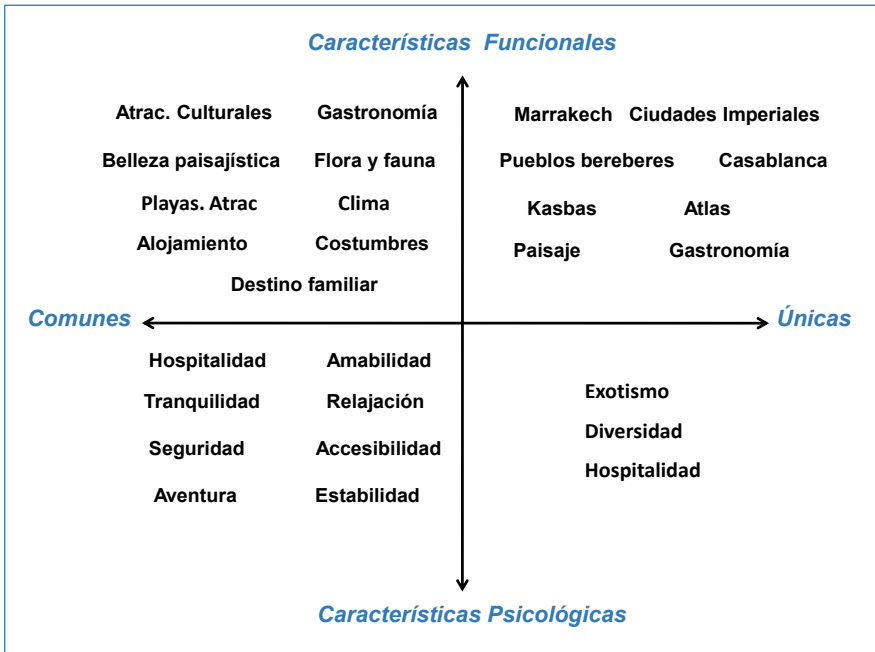 Características Funcionales
Atrac. Culturales Gastronomía Marrakech Ciudades Imperiales
Belleza paisajística Flora y fauna Pueblos bereberes Casablanca
Playas. Atrac Clima Kasbas Atlas
Alojamiento Costumbres Paisaje Gastronomía
Destino familiar
Comunes Únicas
Hospitalidad Amabilidad
Tranquilidad Relajación Exotismo
Seguridad Accesibilidad Diversidad
Hospitalidad
Aventura Estabilidad
Características Psicológicas